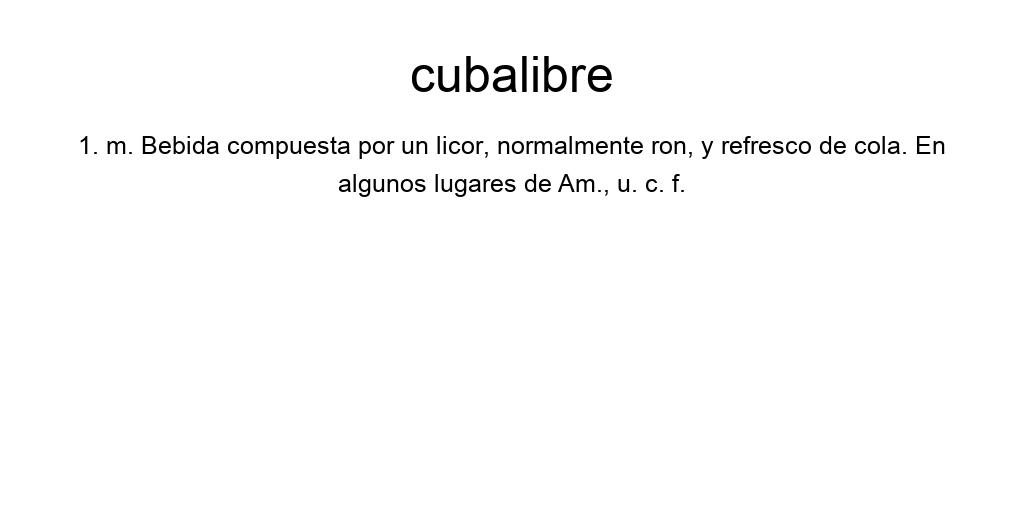 cubalibre
1. m. Bebida compuesta por un licor, normalmente ron, y refresco de cola. En
algunos lugares de Am., u. c. f.